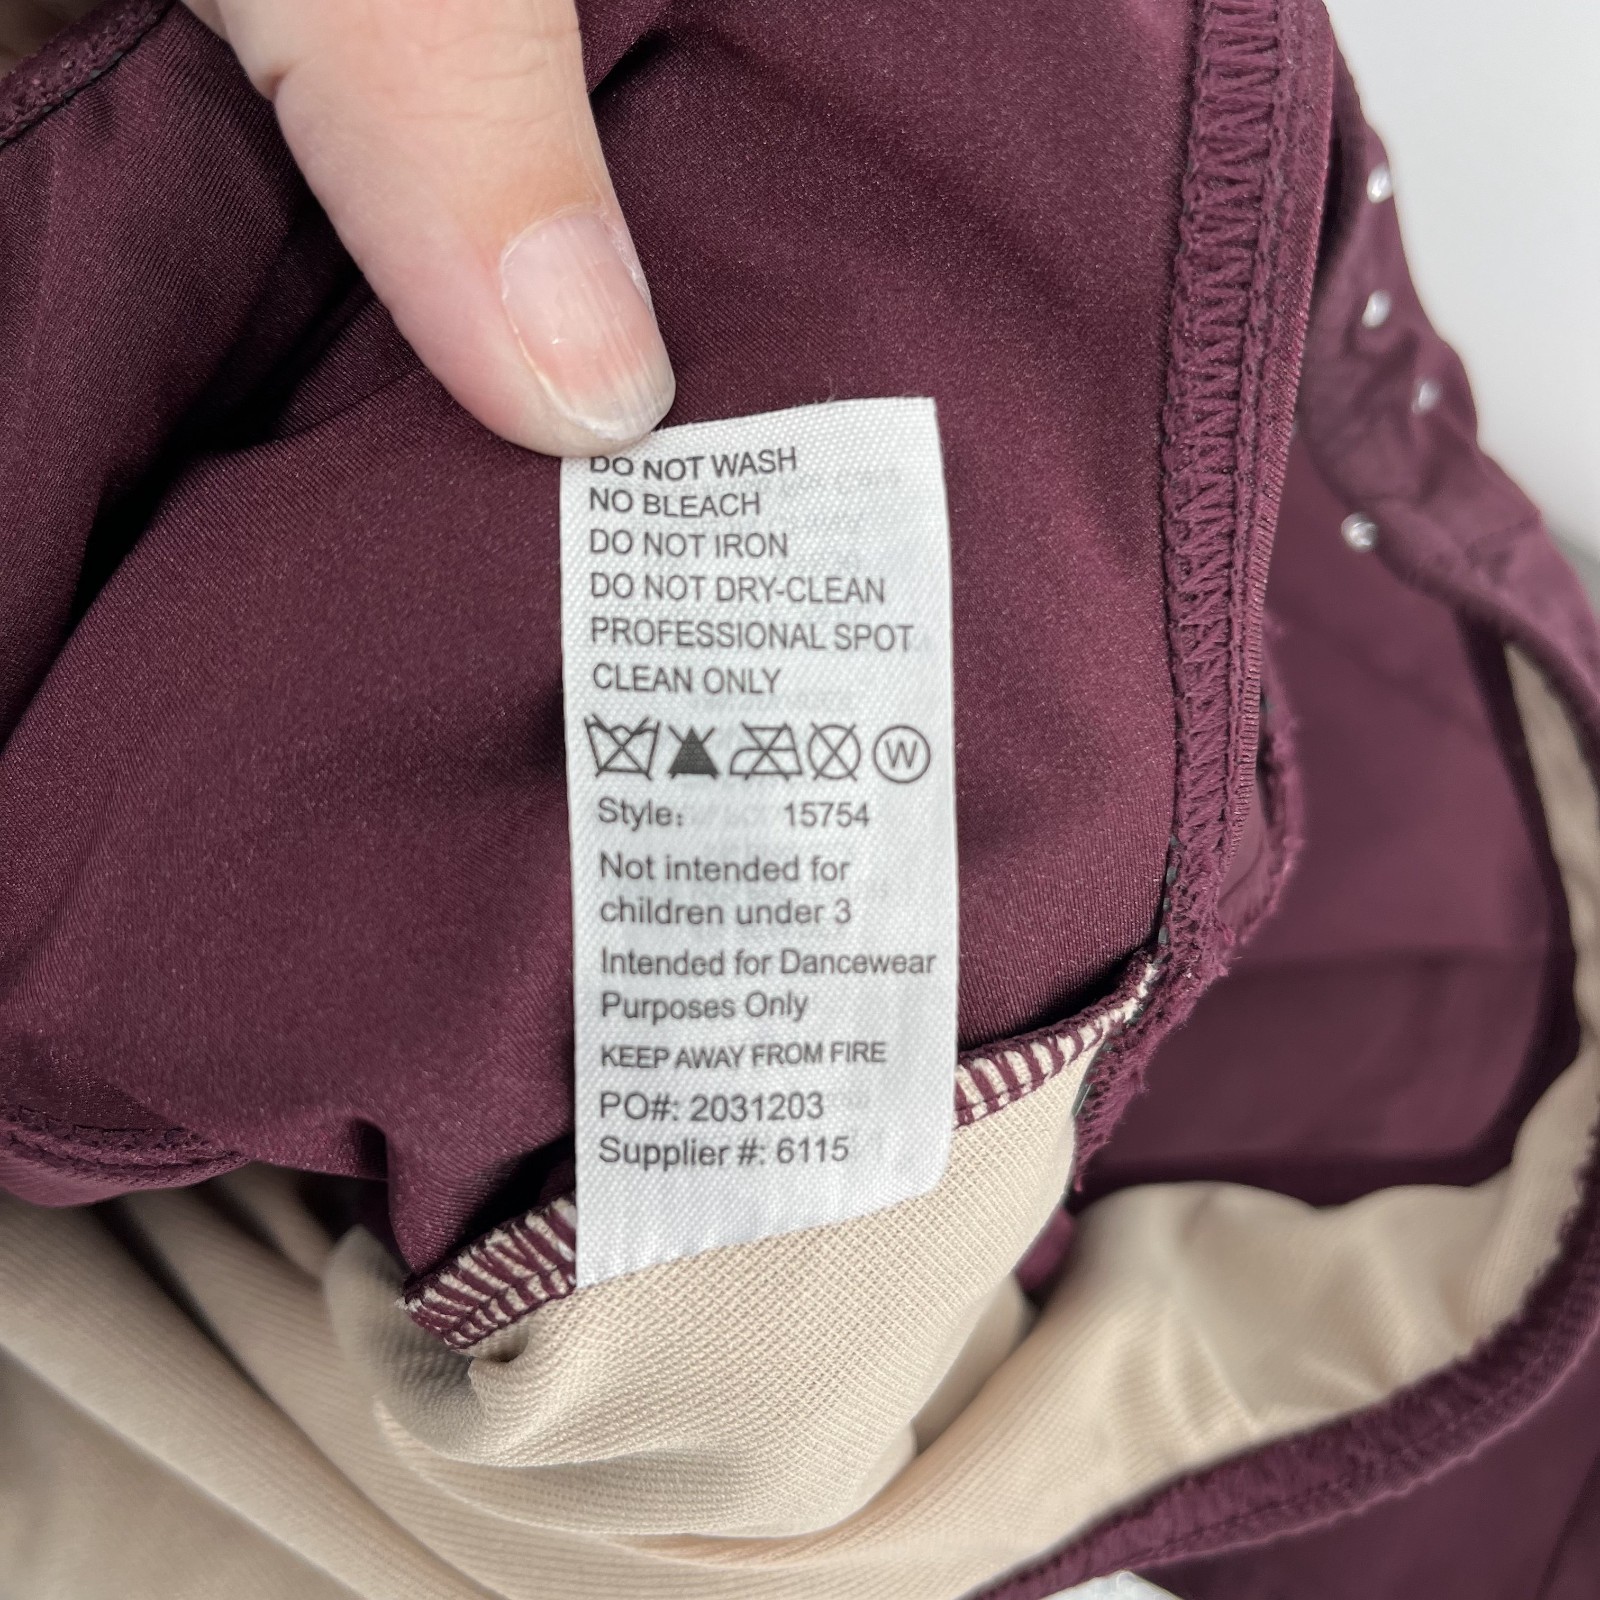 DO NOT WASH
NO BLEACH
DO NOT IRON
DO NOT DRY-CLEAN
PROFESSIONAL SPOT
CLEAN ONLY
W
Style: 15754
Not intended for
children under 3
Intended for Dancewear
Purposes Only
KEEP AWAY FROM FIRE
PO#: 2031203
Supplier #: 6115